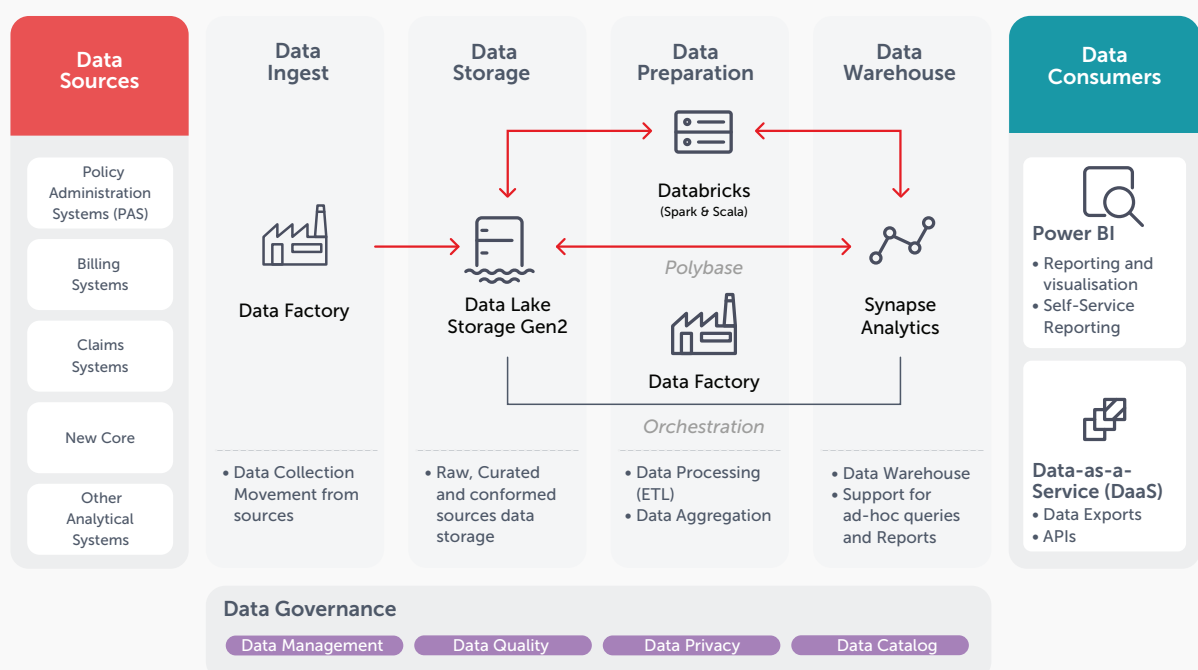 Data
Sources
Policy
Administration
Systems (PAS)
Billing
Systems
Claims
Systems
New Core
Other
Analytical
Systems
Data
Ingest
Data Factory
• Data Collection
Movement from
sources
Data
Storage
Data Lake
Storage Gen2
• Raw, Curated
and conformed
sources data
storage
Data
Preparation
Databricks
(Spark & Scala)
Polybase
Data Factory
Orchestration
• Data Processing
(ETL)
• Data Aggregation
Data
Warehouse
Synapse
Analytics
• Data Warehouse
• Support for
ad-hoc queries
and Reports
Data
Consumers
Power BI
• Reporting and
visualisation
• Self-Service
Reporting
Data-as-a-
Service (DaaS)
• Data Exports
• APIs
Data Governance
Data Management
Data Quality
Data Privacy
Data Catalog